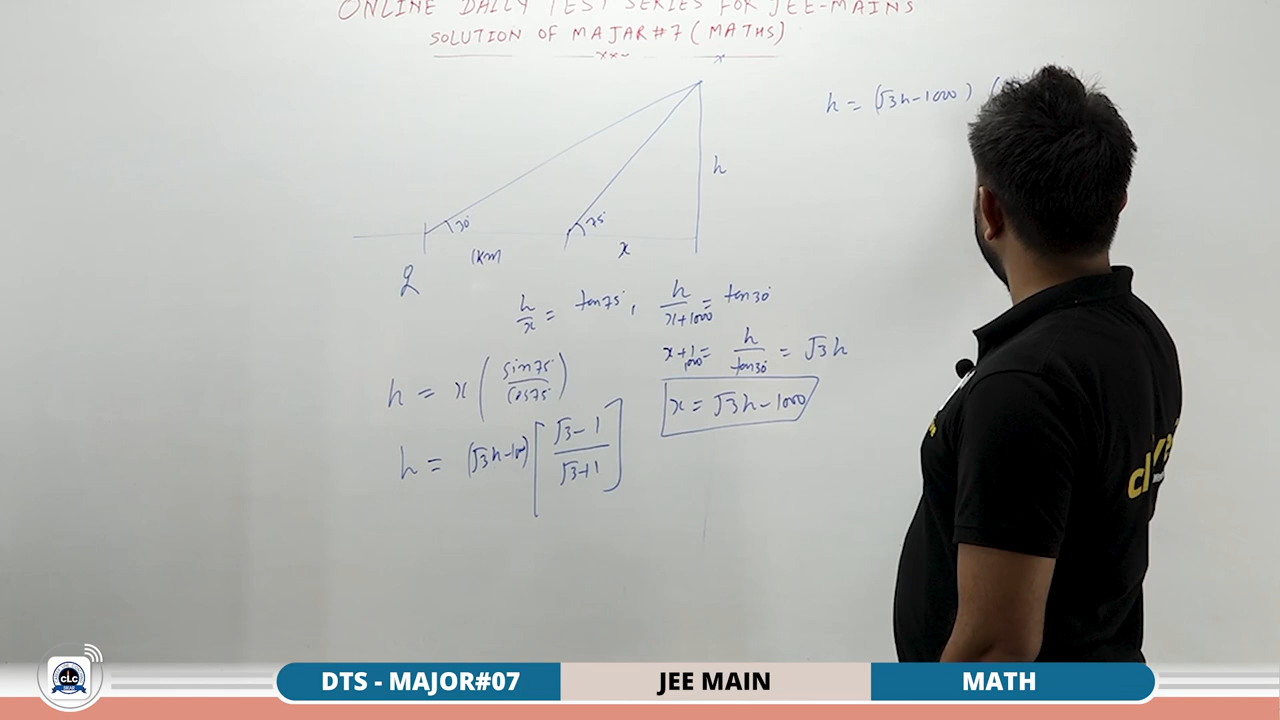 ONLINE DAILY TEST SERIES FOR JEE-MAINS
SOLUTION OF MAJAR#7 (MATHS)
h = (√3h-1000) (
h
30°
75°
1KM
x
h/x = tan75°, h/x+1000 = tan30°
x+1000 = h/tan30° = √3h
h = x (sin75°/cos75°)
x = √3h-1000
h = (√3h-1000) [√3-1/√3+1]
CLC
DTS - MAJOR#07
JEE MAIN
MATH